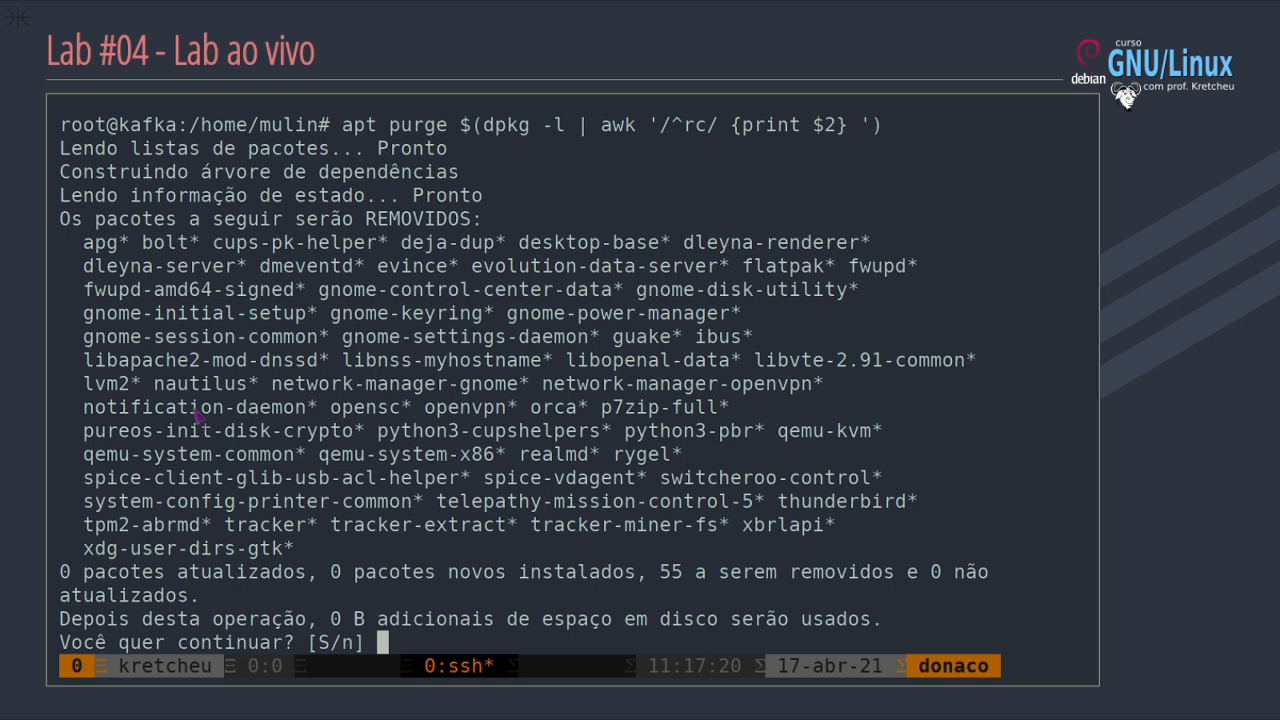 Lab #04 - Lab ao vivo
curso
GNU/Linux
debian
com prof. Kretcheu
root@kafka:/home/mulin# apt purge $(dpkg -l | awk '/^rc/ {print $2} ')
Lendo listas de pacotes... Pronto
Construindo árvore de dependências
Lendo informação de estado... Pronto
Os pacotes a seguir serão REMOVIDOS:
apg* bolt* cups-pk-helper* deja-dup* desktop-base* dleyna-renderer*
dleyna-server* dmeventd* evince* evolution-data-server* flatpak* fwupd*
fwupd-amd64-signed* gnome-control-center-data* gnome-disk-utility*
gnome-initial-setup* gnome-keyring* gnome-power-manager*
gnome-session-common* gnome-settings-daemon* guake* ibus*
libapache2-mod-dnssd* libnss-myhostname* libopenal-data* libvte-2.91-common*
lvm2* nautilus* network-manager-gnome* network-manager-openvpn*
notification-daemon* opensc* openvpn* orca* p7zip-full*
pureos-init-disk-crypto* python3-cupshelpers* python3-pbr* qemu-kvm*
qemu-system-common* qemu-system-x86* realmd* rygel*
spice-client-glib-usb-acl-helper* spice-vdagent* switcheroo-control*
system-config-printer-common* telepathy-mission-control-5* thunderbird*
tpm2-abrmd* tracker* tracker-extract* tracker-miner-fs* xbrlapi*
xdg-user-dirs-gtk*
0 pacotes atualizados, 0 pacotes novos instalados, 55 a serem removidos e 0 não
atualizados.
Depois desta operação, 0 B adicionais de espaço em disco serão usados.
Você quer continuar? [S/n]
0 Ξ kretcheu Ξ 0:0 Ξ 0:ssh* Σ Σ 11:17:20 Σ 17-abr-21 Σ donaco